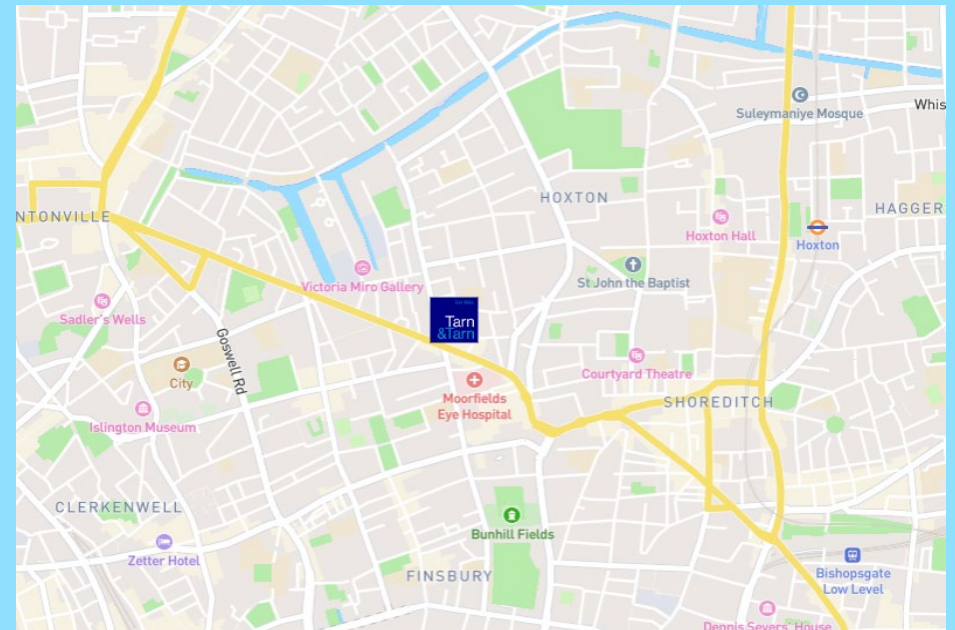 Suleymaniye Mosque
Whis
HOXTON
NTONVILLE
HAGGER
Hoxton Hall
Hoxton
St John the Baptist
Victoria Miro Gallery
Sadler's Wells
Tarn
&Tarn
Goswell Rd
City
Courtyard Theatre
Moorfields
Eye Hospital
SHOREDITCH
Islington Museum
CLERKENWELL
Bunhill Fields
Zetter Hotel
FINSBURY
Bishopsgate
Low Level
Dennis Severs' House